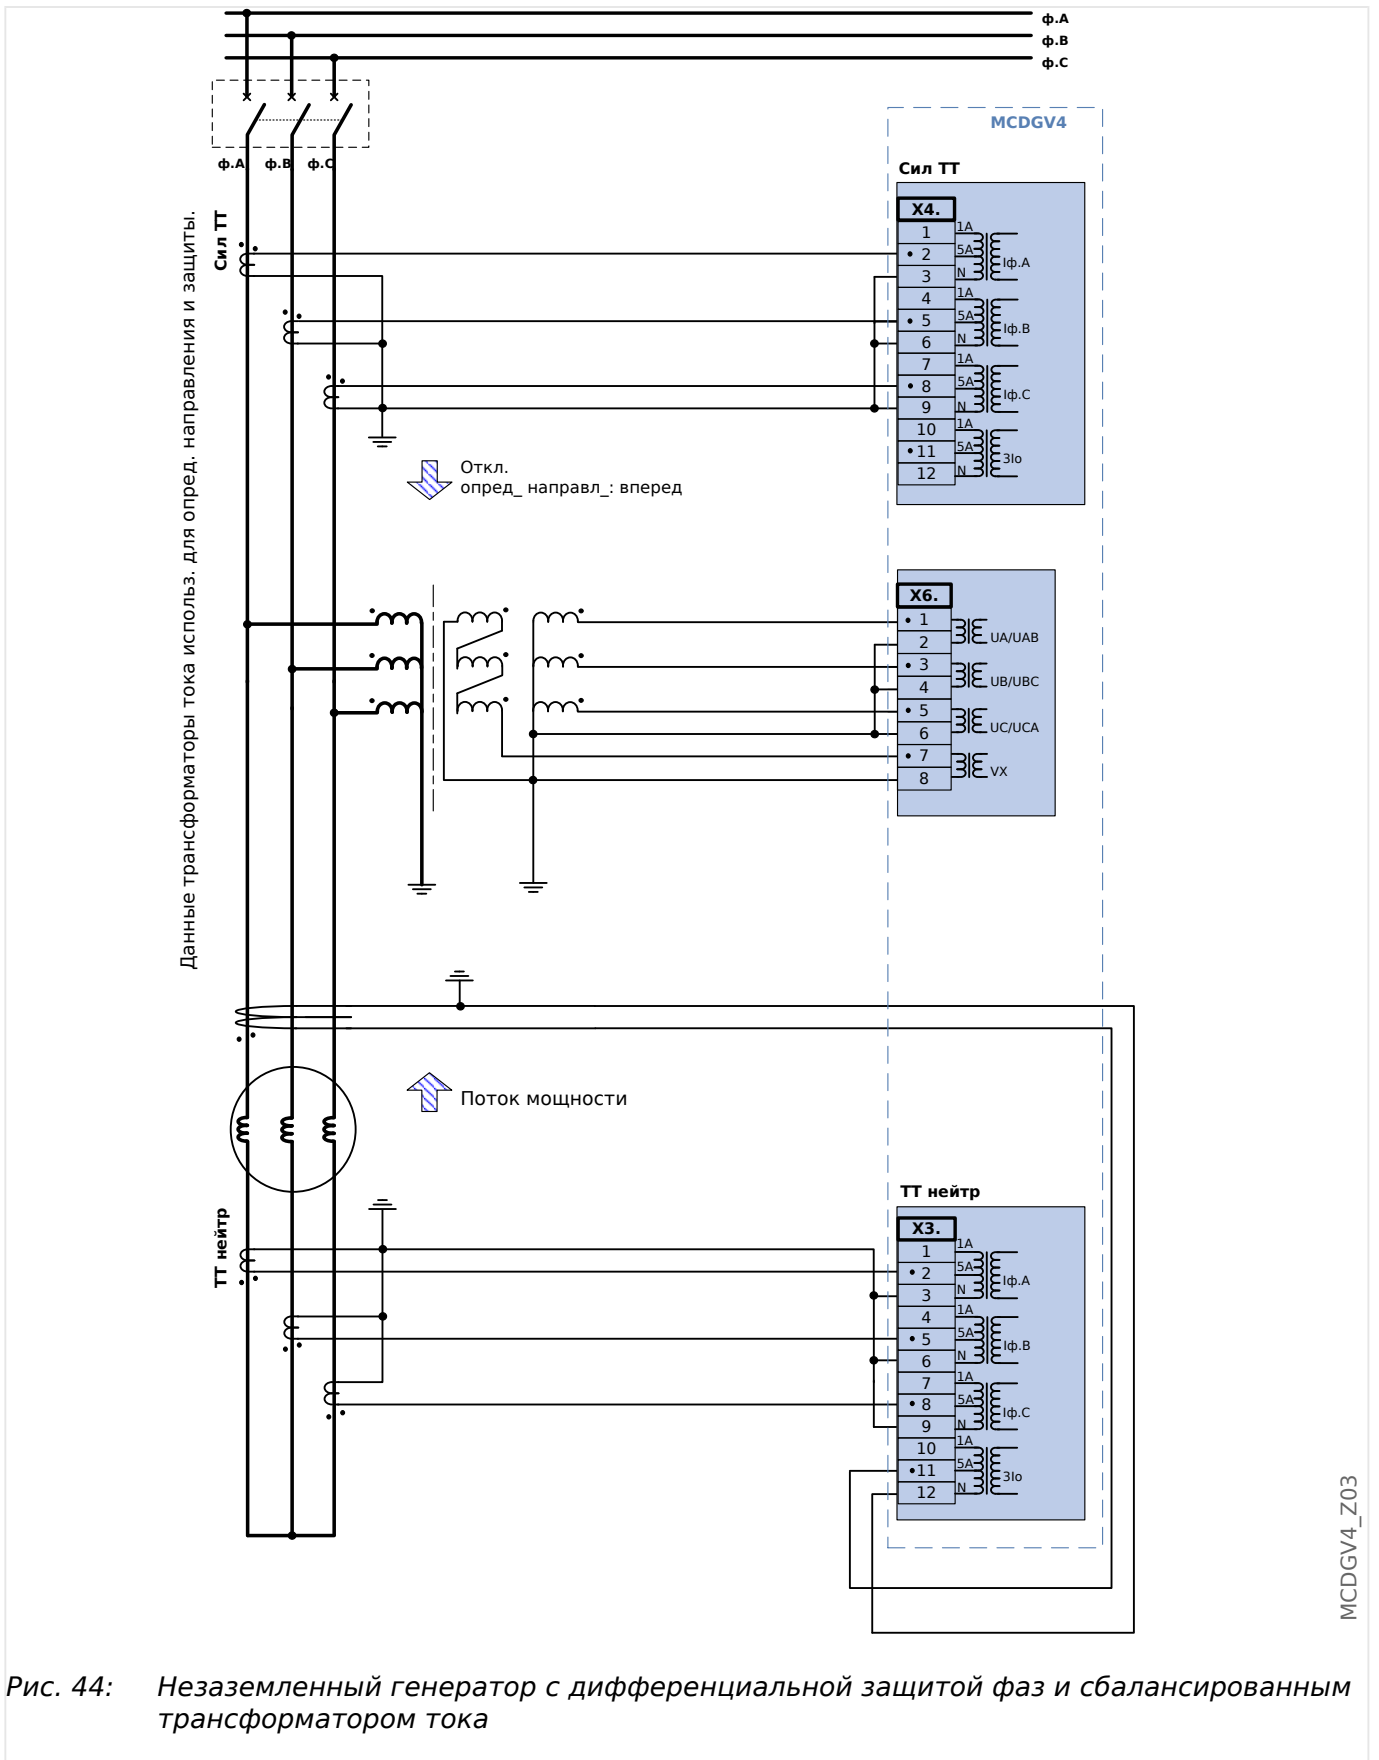 ф.A
ф.B
ф.C
ф.A
ф.B
ф.C
MCDGV4
Сил ТТ
Сил ТТ
Данные трансформаторы тока использ. для опред. направления и защиты.
X4.
1
1A
2
5A
Iф.A
3
N
4
1A
5
5A
Iф.B
6
N
7
1A
8
5A
Iф.C
9
N
10
1A
11
5A
3Io
12
N
Откл.
опред_ направл_: вперед
X6.
1
UA/UAB
2
3
UB/UBC
4
5
UC/UCA
6
7
VX
8
Поток мощности
ТТ нейтр
ТТ нейтр
X3.
1
1A
2
5A
Iф.A
3
N
4
1A
5
5A
Iф.B
6
N
7
1A
8
5A
Iф.C
9
N
10
1A
11
5A
3Io
12
N
MCDGV4_Z03
Рис. 44: Незаземленный генератор с дифференциальной защитой фаз и сбалансированным
трансформатором тока